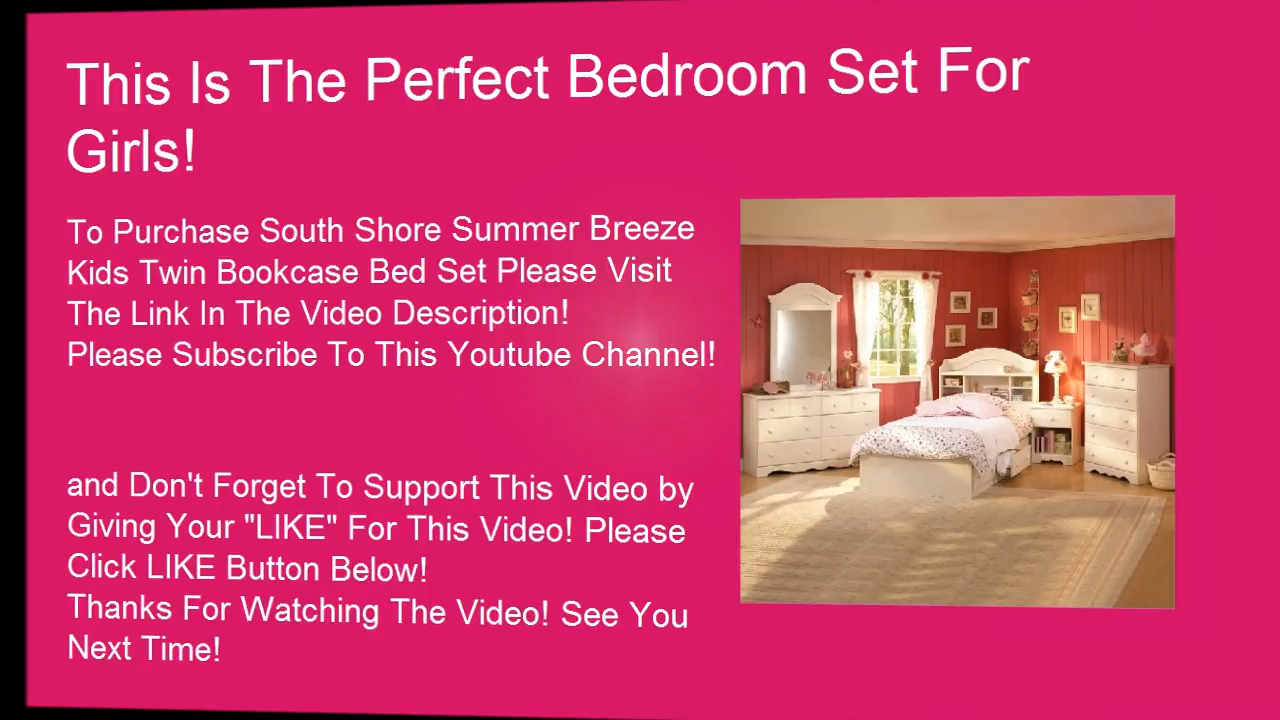 This Is The Perfect Bedroom Set For
Girls!
To Purchase South Shore Summer Breeze
Kids Twin Bookcase Bed Set Please Visit
The Link In The Video Description!
Please Subscribe To This Youtube Channel!
and Don't Forget To Support This Video by
Giving Your "LIKE" For This Video! Please
Click LIKE Button Below!
Thanks For Watching The Video! See You
Next Time!